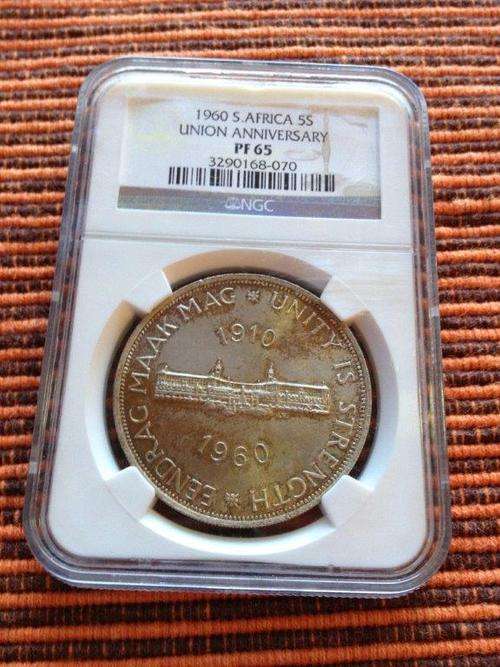 1960 S.AFRICA 5S
UNION ANNIVERSARY
PF 65
3290168-070
NGC
EENDRAG MAAK MAG * UNITY IS STRENGTH *
1910
1960